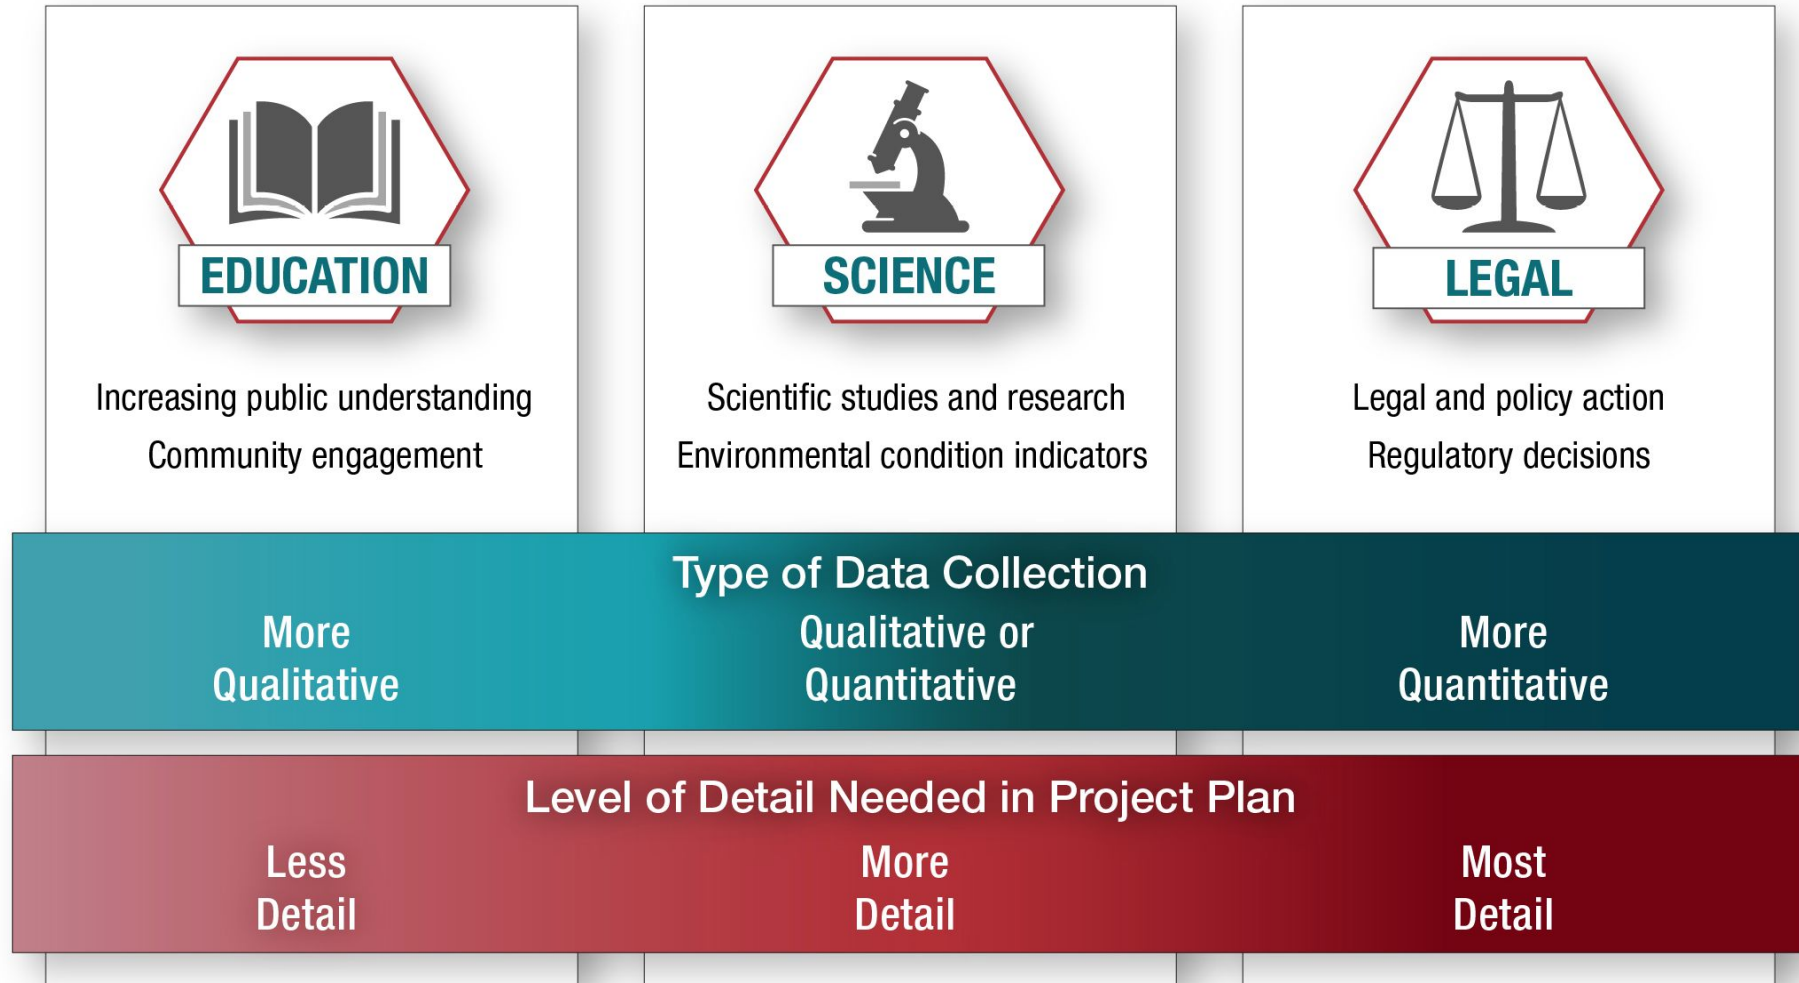 EDUCATION
Increasing public understanding
Community engagement
SCIENCE
Scientific studies and research
Environmental condition indicators
LEGAL
Legal and policy action
Regulatory decisions
Type of Data Collection
More
Qualitative
Qualitative or
Quantitative
More
Quantitative
Level of Detail Needed in Project Plan
Less
Detail
More
Detail
Most
Detail